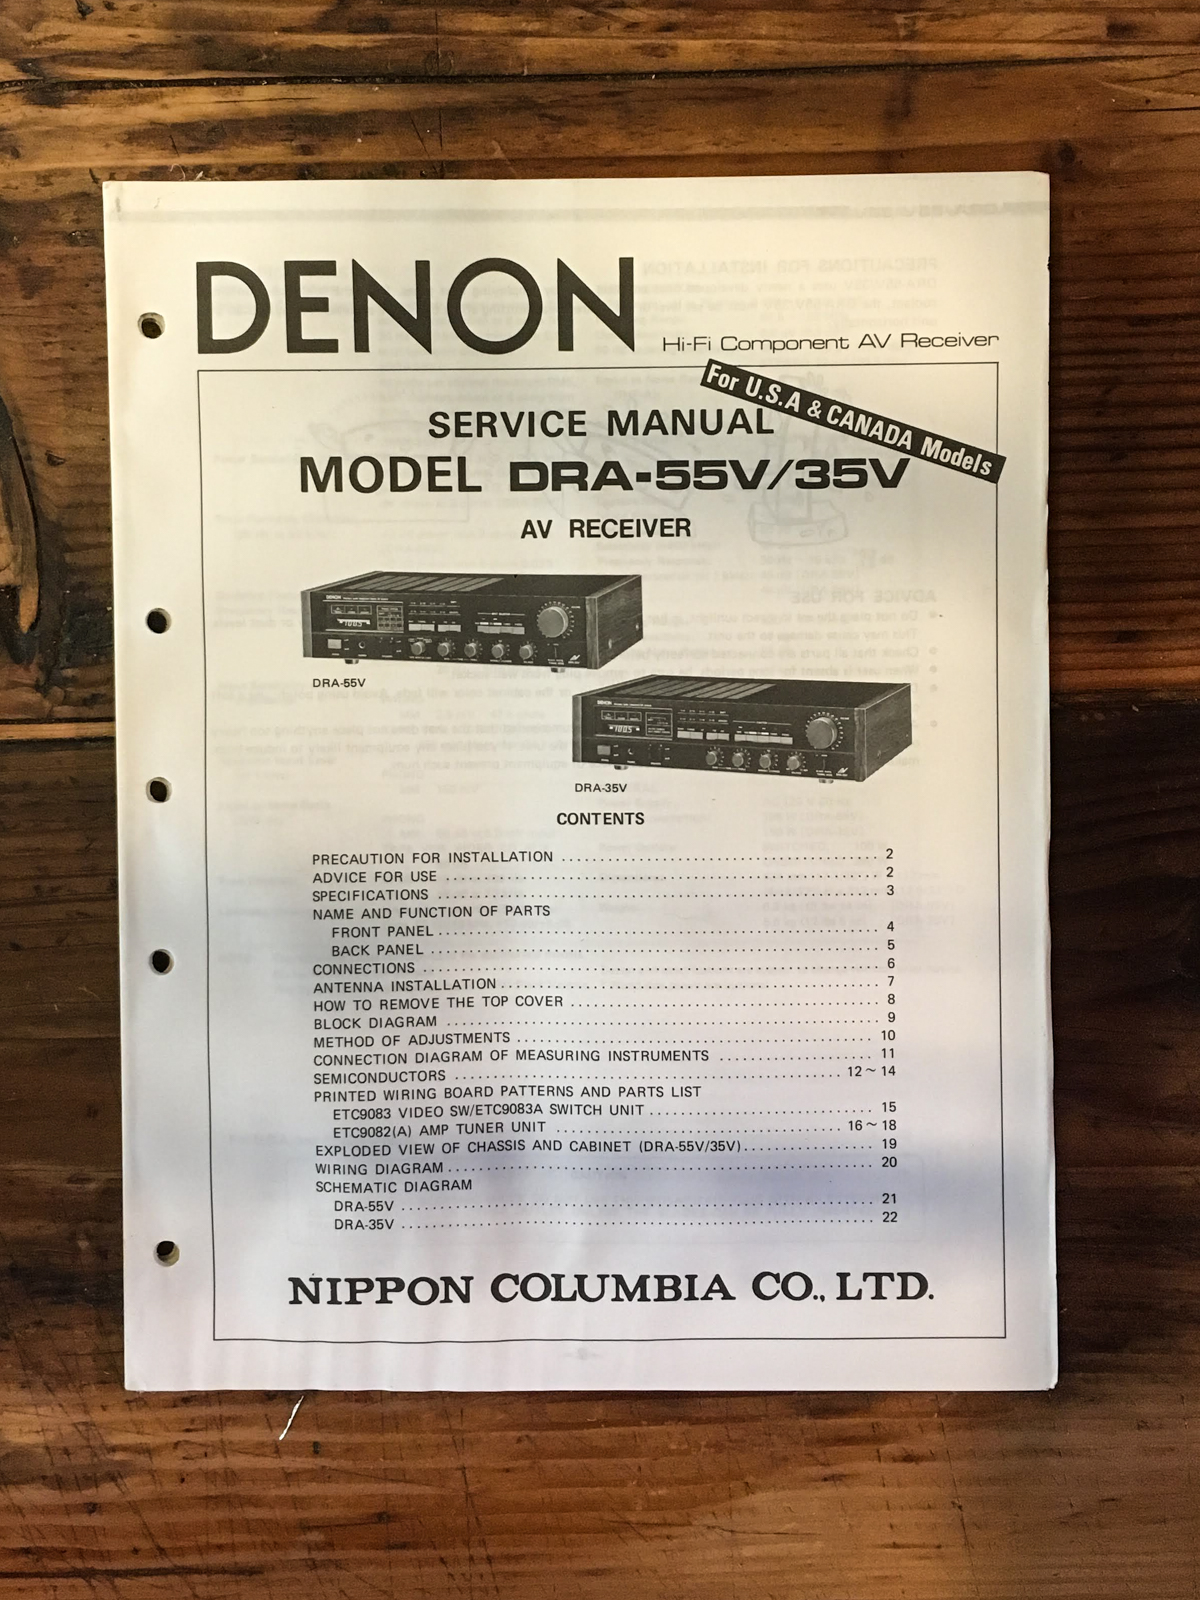 DENON
Hi-Fi Component AV Receiver
For U.S.A & CANADA Models
SERVICE MANUAL
MODEL DRA-55V/35V
AV RECEIVER
DENON
DRA-55V
DENON
DRA-35V
CONTENTS
PRECAUTION FOR INSTALLATION ........ 2
ADVICE FOR USE ........ 2
SPECIFICATIONS ........ 3
NAME AND FUNCTION OF PARTS
FRONT PANEL ........ 4
BACK PANEL ........ 5
CONNECTIONS ........ 6
ANTENNA INSTALLATION ........ 7
HOW TO REMOVE THE TOP COVER ........ 8
BLOCK DIAGRAM ........ 9
METHOD OF ADJUSTMENTS ........ 10
CONNECTION DIAGRAM OF MEASURING INSTRUMENTS ........ 11
SEMICONDUCTORS ........ 12 ~ 14
PRINTED WIRING BOARD PATTERNS AND PARTS LIST
ETC9083 VIDEO SW/ETC9083A SWITCH UNIT ........ 15
ETC9082(A) AMP TUNER UNIT ........ 16 ~ 18
EXPLODED VIEW OF CHASSIS AND CABINET (DRA-55V/35V) ........ 19
WIRING DIAGRAM ........ 20
SCHEMATIC DIAGRAM
DRA-55V ........ 21
DRA-35V ........ 22
NIPPON COLUMBIA CO., LTD.